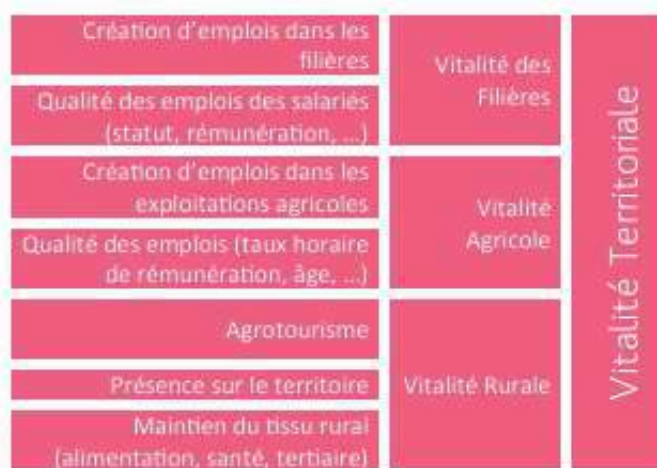 Création d'emplois dans les
filières
Qualité des emplois des salariés
(statut, rémunération, ...)
Vitalité des
Filières
Création d'emplois dans les
exploitations agricoles
Qualité des emplois (taux horaire
de rémunération, âge, ...)
Vitalité
Agricole
Agrotourisme
Présence sur le territoire
Maintien du tissu rural
(alimentation, santé, tertiaire)
Vitalité Rurale
Vitalité Territoriale